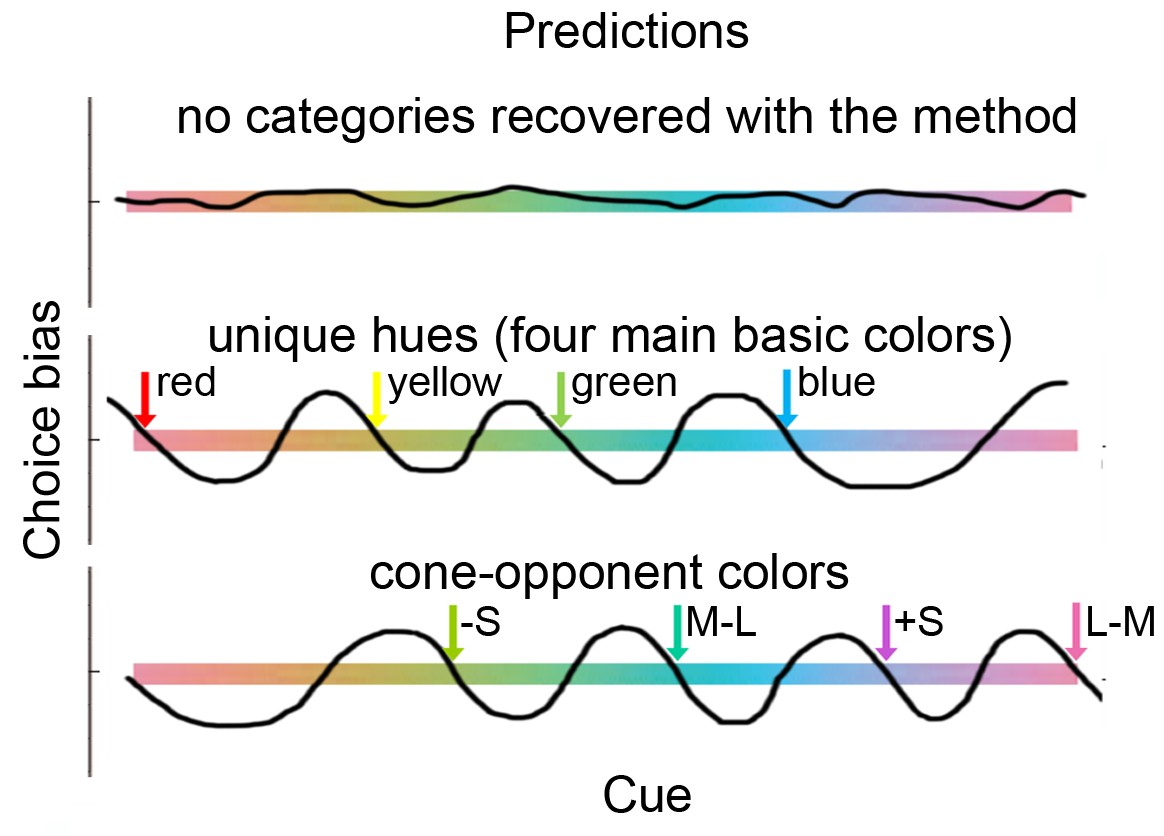 Predictions
no categories recovered with the method
unique hues (four main basic colors)
red
yellow
green
blue
cone-opponent colors
-S
M-L
+S
L-M
Choice bias
Cue